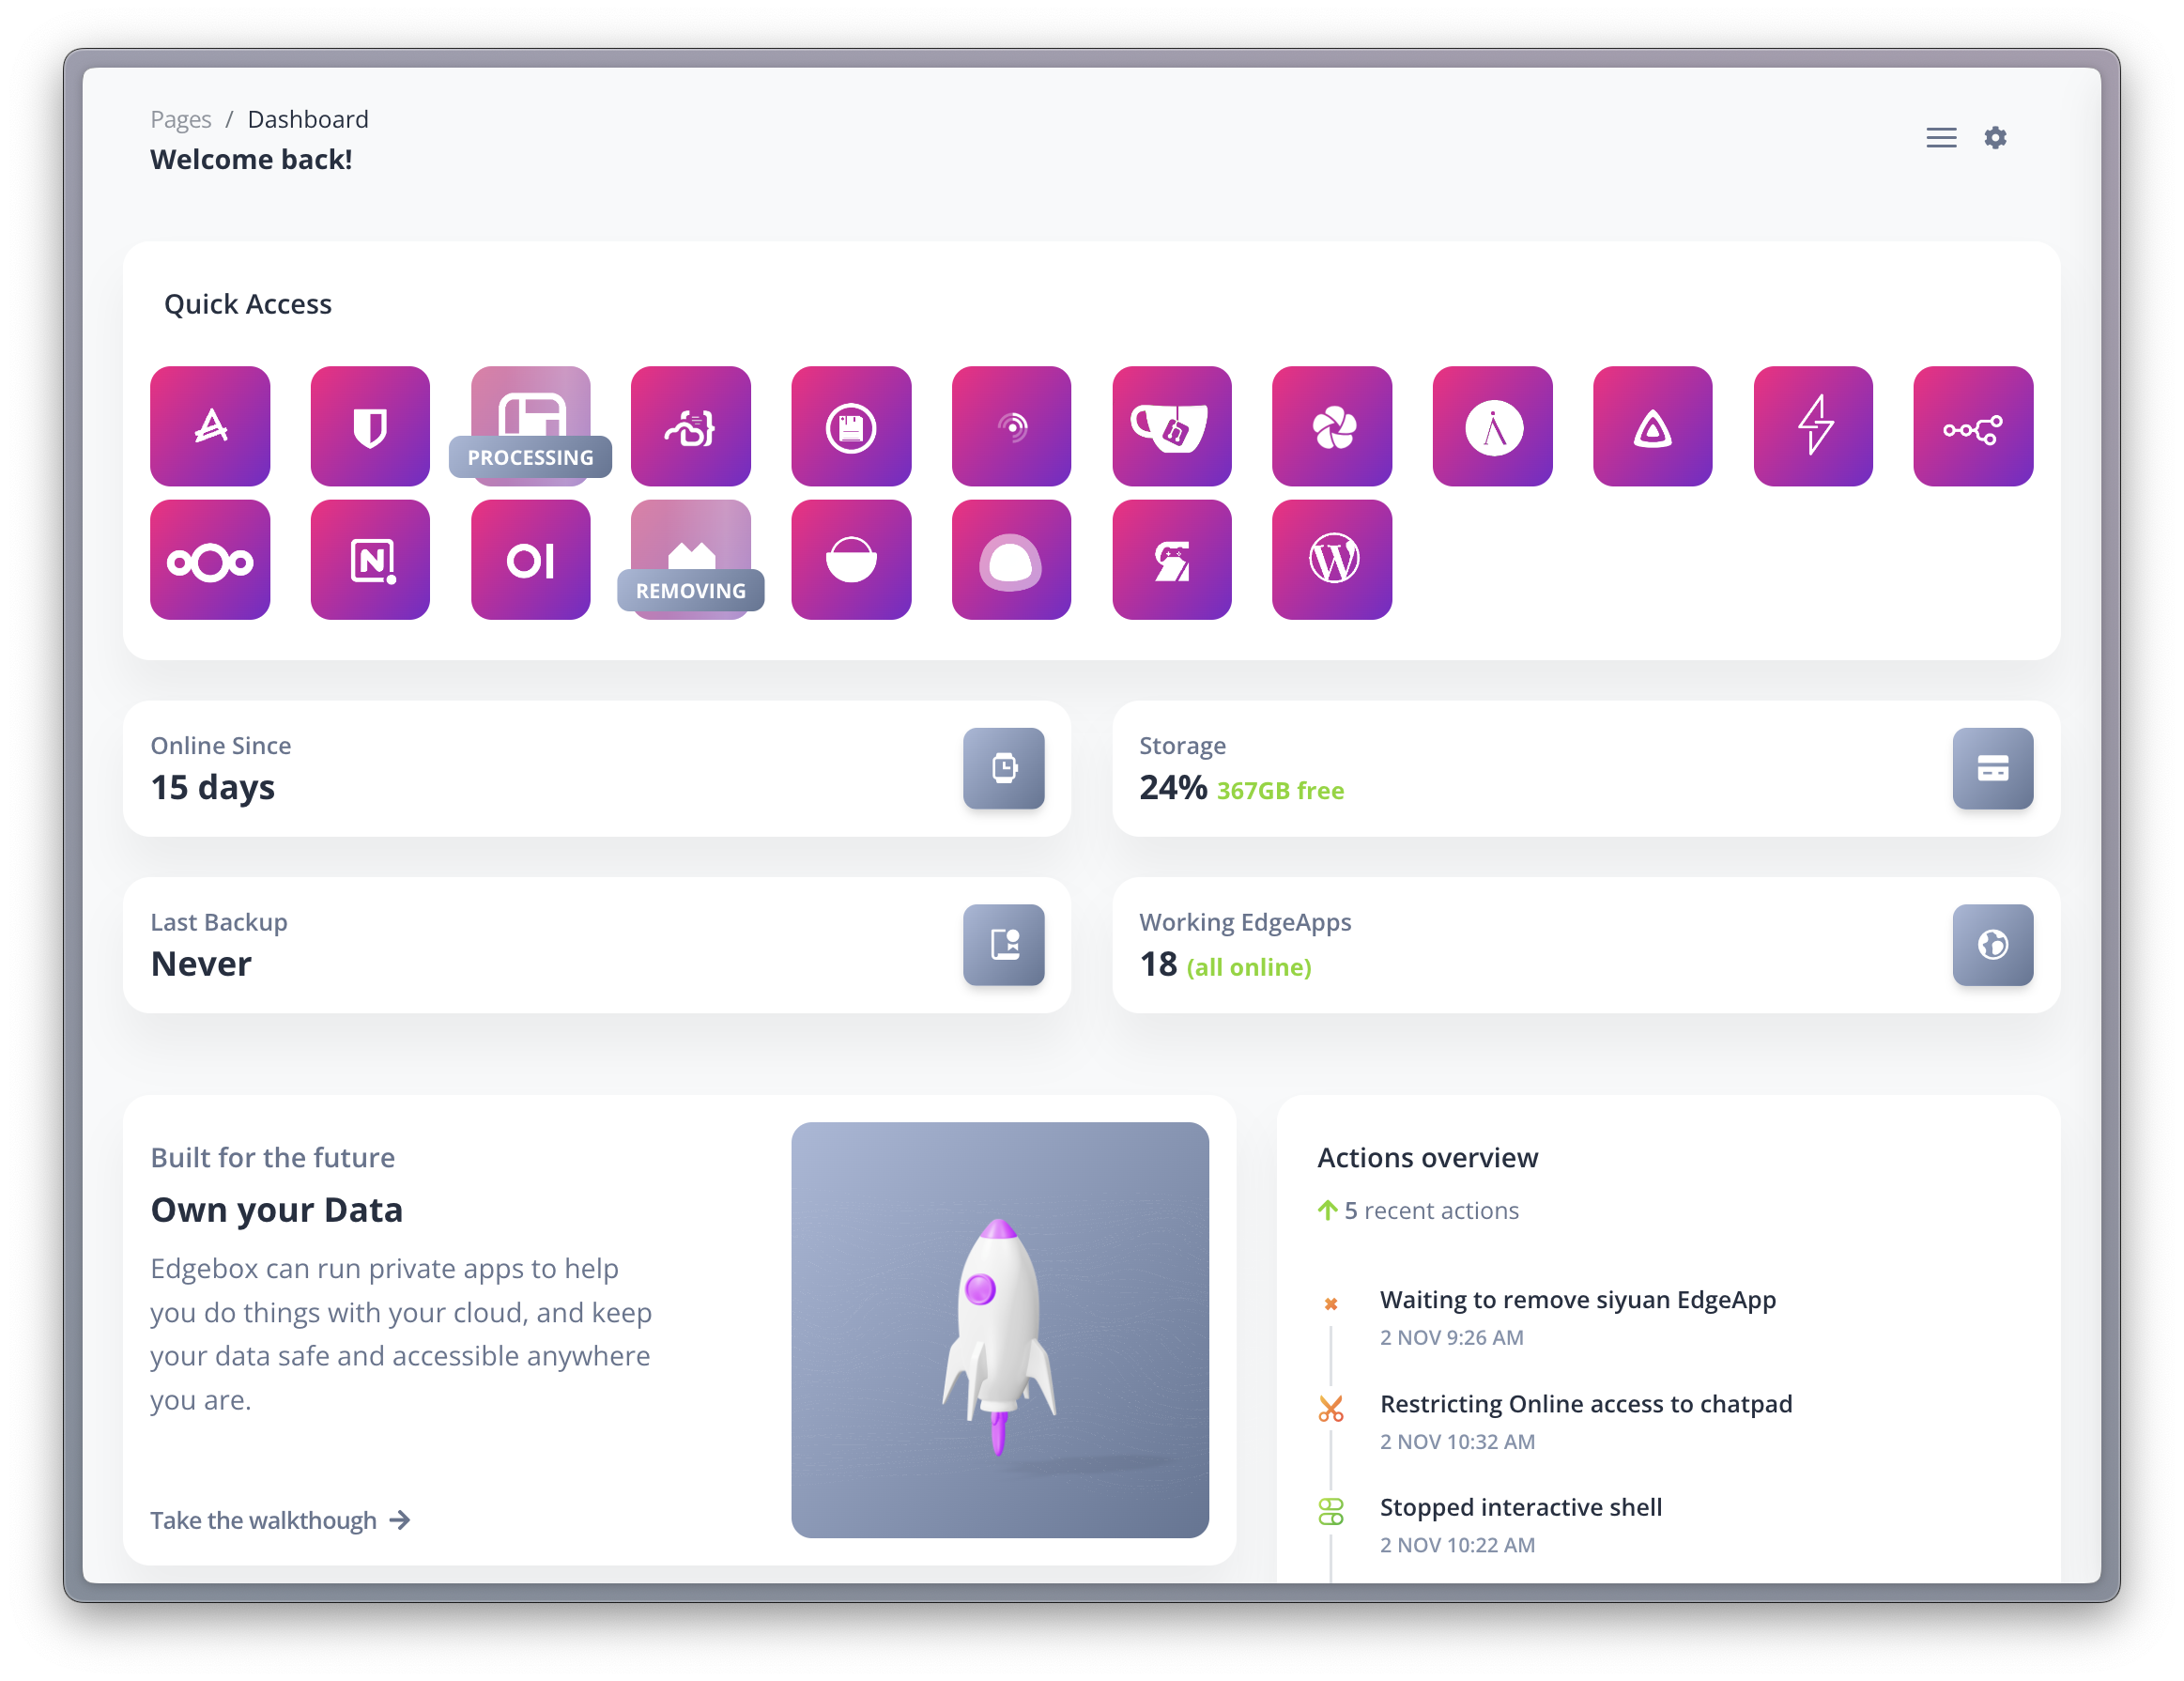 Pages / Dashboard
Welcome back!
Quick Access
PROCESSING
REMOVING
Online Since
15 days
Storage
24% 367GB free
Last Backup
Never
Working EdgeApps
18 (all online)
Built for the future
Own your Data
Edgebox can run private apps to help
you do things with your cloud, and keep
your data safe and accessible anywhere
you are.
Take the walkthough
Actions overview
5 recent actions
Waiting to remove siyuan EdgeApp
2 NOV 9:26 AM
Restricting Online access to chatpad
2 NOV 10:32 AM
Stopped interactive shell
2 NOV 10:22 AM